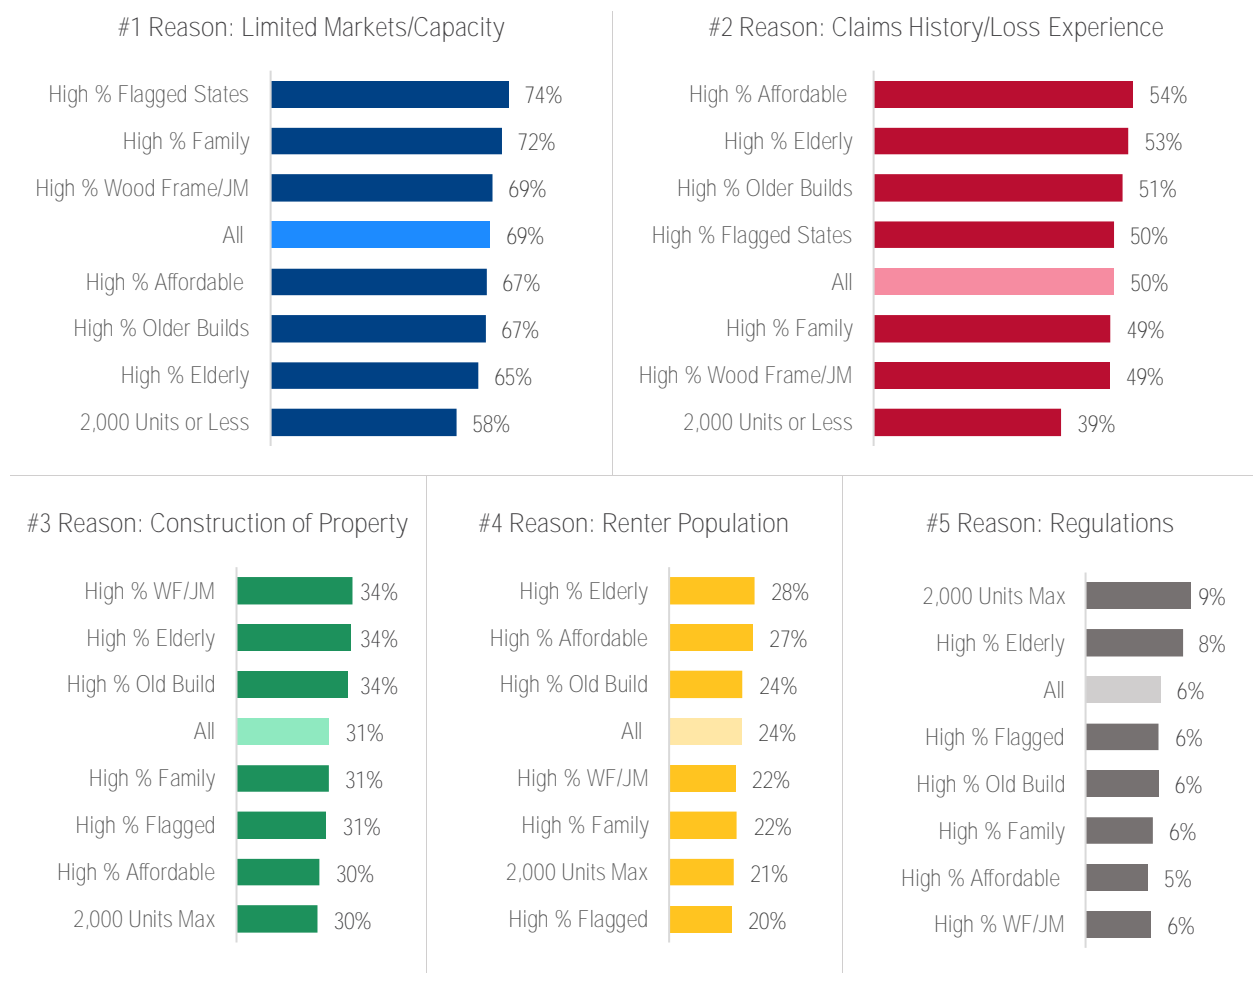 #1 Reason: Limited Markets/Capacity
High % Flagged States 74%
High % Family 72%
High % Wood Frame/JM 69%
All 69%
High % Affordable 67%
High % Older Builds 67%
High % Elderly 65%
2,000 Units or Less 58%
#2 Reason: Claims History/Loss Experience
High % Affordable 54%
High % Elderly 53%
High % Older Builds 51%
High % Flagged States 50%
All 50%
High % Family 49%
High % Wood Frame/JM 49%
2,000 Units or Less 39%
#3 Reason: Construction of Property
High % WF/JM 34%
High % Elderly 34%
High % Old Build 34%
All 31%
High % Family 31%
High % Flagged 31%
High % Affordable 30%
2,000 Units Max 30%
#4 Reason: Renter Population
High % Elderly 28%
High % Affordable 27%
High % Old Build 24%
All 24%
High % WF/JM 22%
High % Family 22%
2,000 Units Max 21%
High % Flagged 20%
#5 Reason: Regulations
2,000 Units Max 9%
High % Elderly 8%
All 6%
High % Flagged 6%
High % Old Build 6%
High % Family 6%
High % Affordable 5%
High % WF/JM 6%